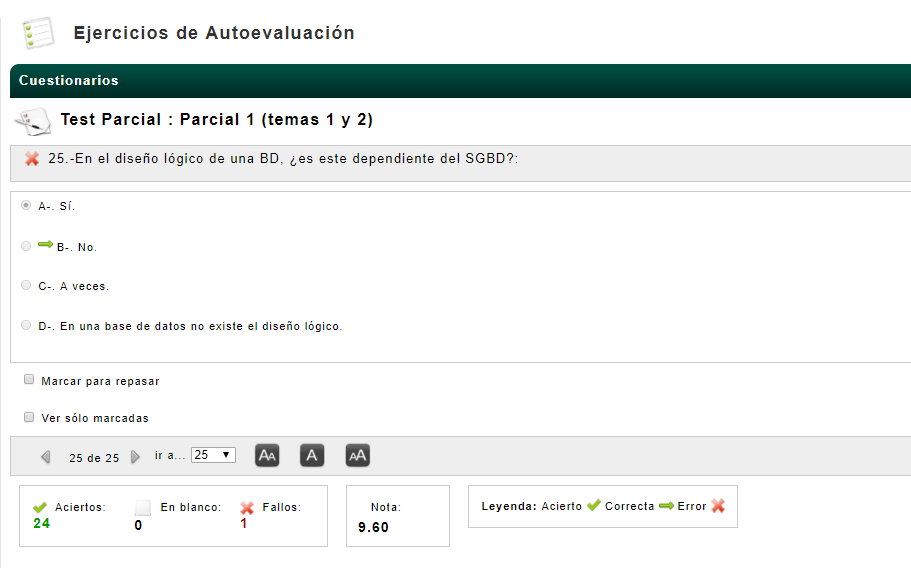 Ejercicios de Autoevaluación
Cuestionarios
Test Parcial : Parcial 1 (temas 1 y 2)
25.-En el diseño lógico de una BD, ¿es este dependiente del SGBD?:
A-. Sí.
B-. No.
C-. A veces.
D-. En una base de datos no existe el diseño lógico.
Marcar para repasar
Ver sólo marcadas
25 de 25 ir a... 25 AA A AA
Aciertos: En blanco: Fallos: Nota: Leyenda: Acierto Correcta Error
24 0 1 9.60